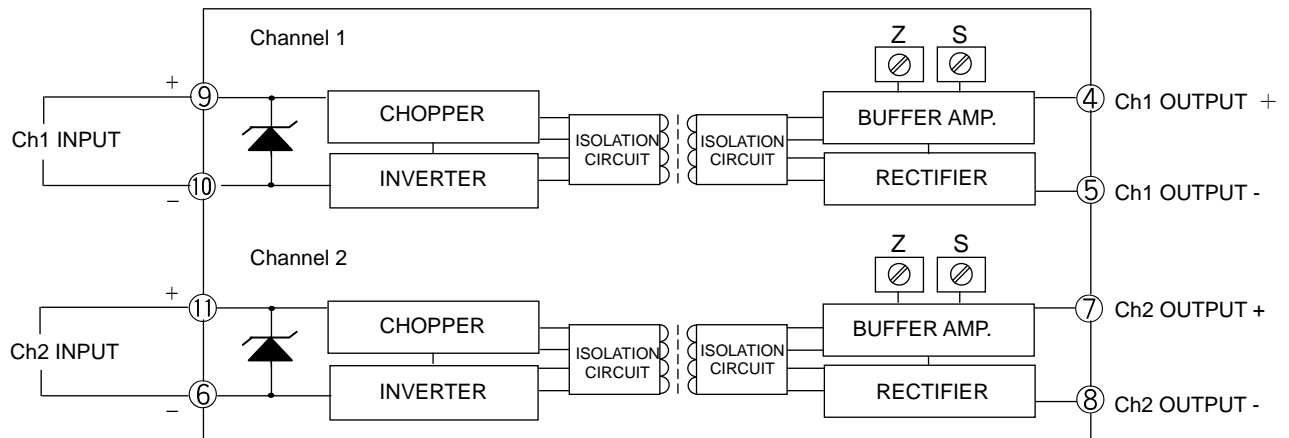 Channel 1
Z S
+ ⑨ CHOPPER BUFFER AMP. ④ Ch1 OUTPUT +
Ch1 INPUT ISOLATION CIRCUIT ISOLATION CIRCUIT
− ⑩ INVERTER RECTIFIER ⑤ Ch1 OUTPUT -
Channel 2
Z S
+ ⑪ CHOPPER BUFFER AMP. ⑦ Ch2 OUTPUT +
Ch2 INPUT ISOLATION CIRCUIT ISOLATION CIRCUIT
− ⑥ INVERTER RECTIFIER ⑧ Ch2 OUTPUT -